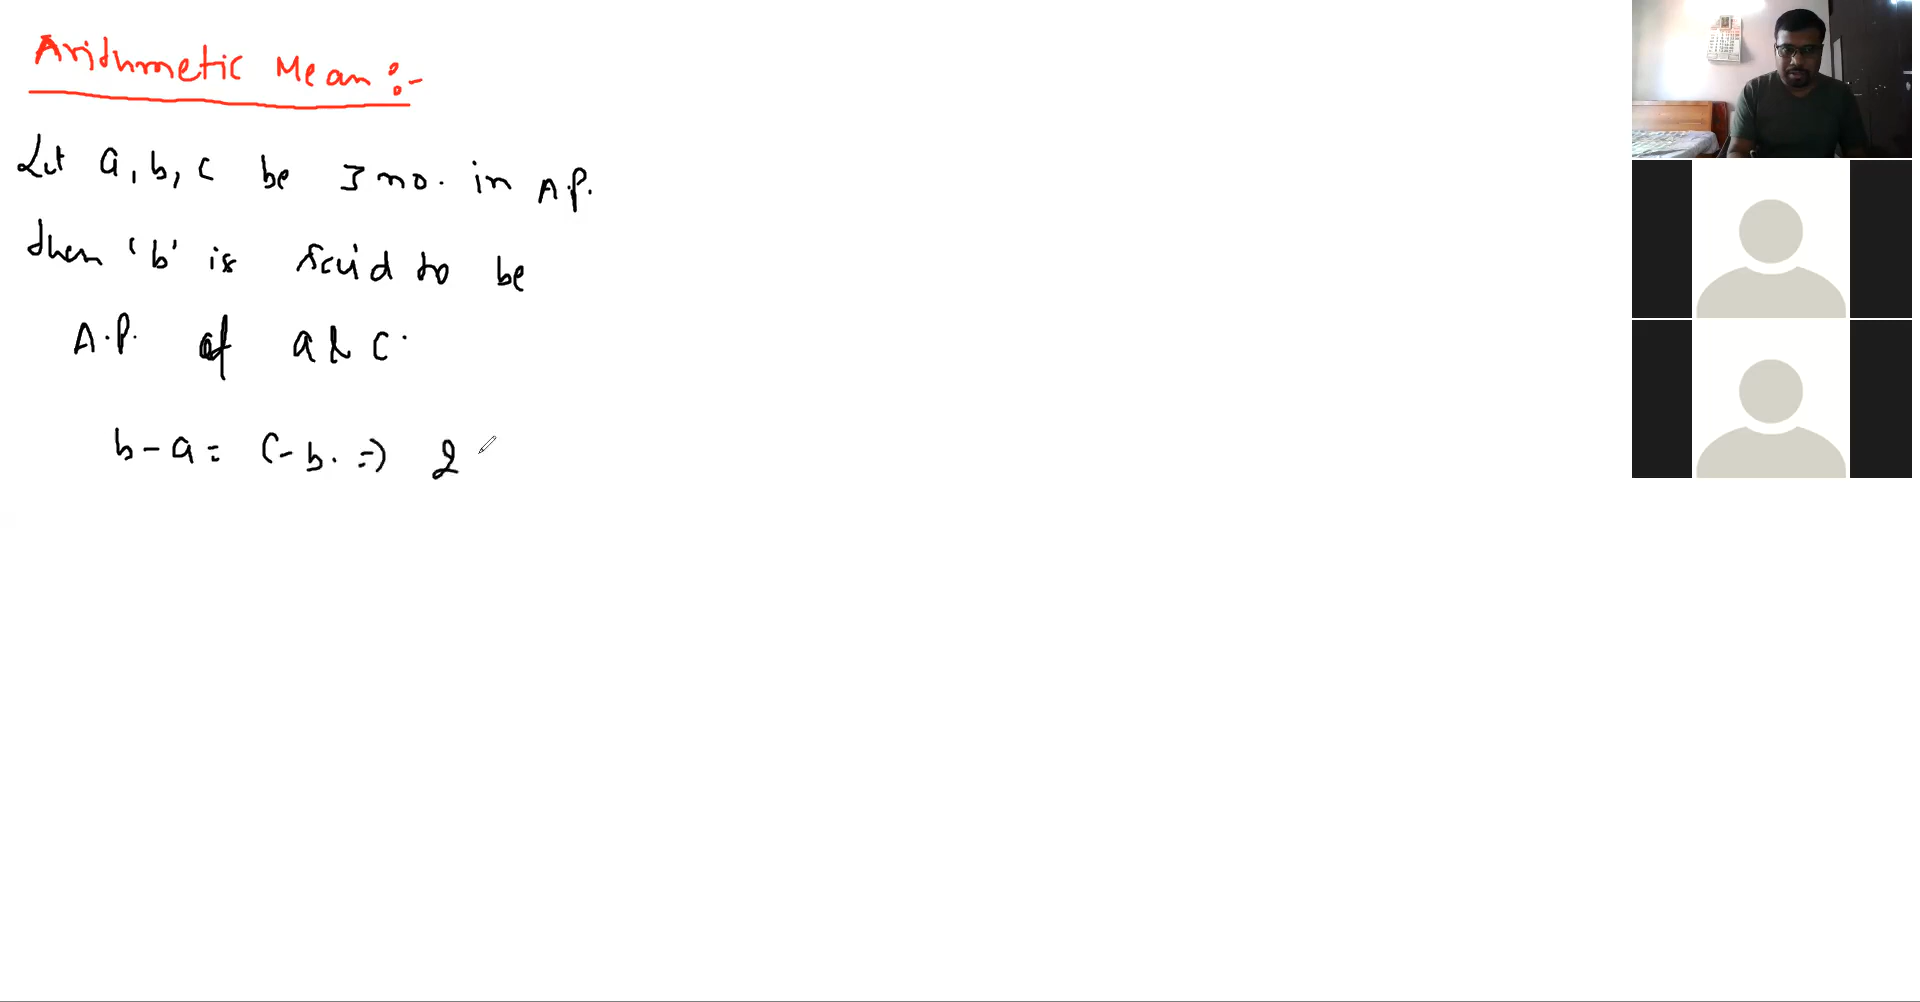 Arithmetic Mean :-
Let a, b, c be 3 no. in A.P.
then 'b' is said to be
A.P. of a & c.
b - a = c - b. => 2